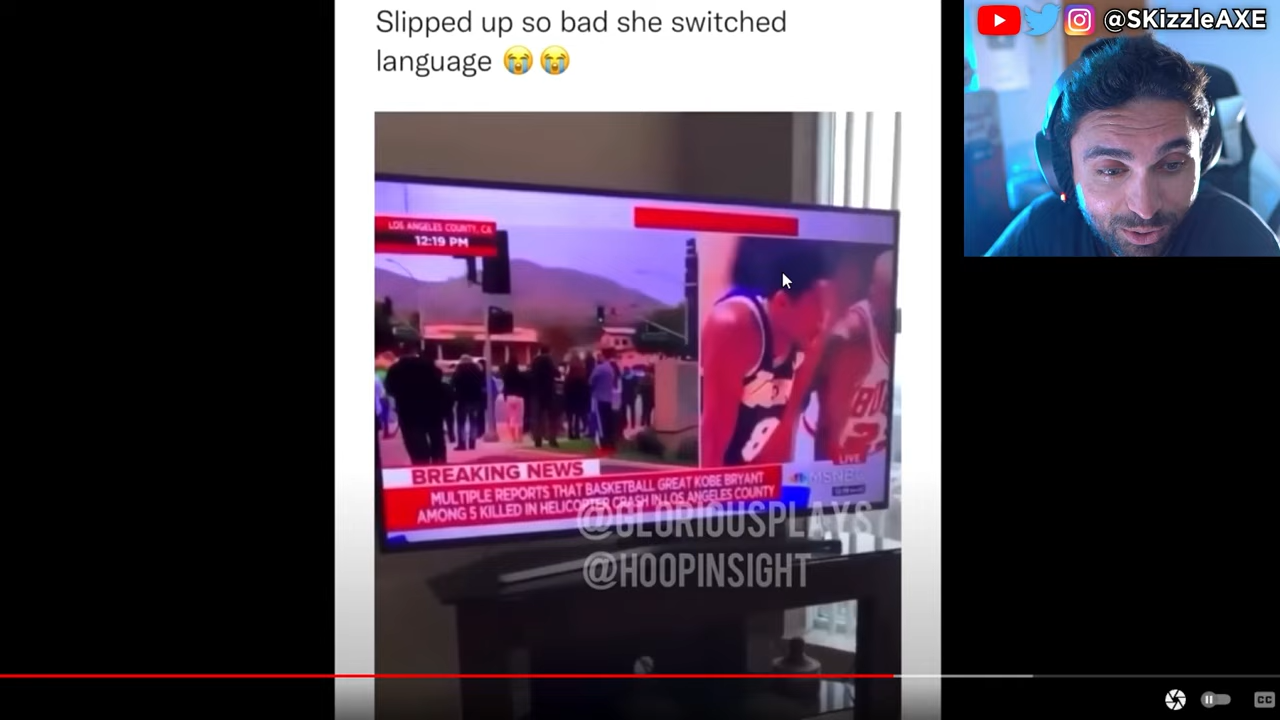 Slipped up so bad she switched
language 😭😭
@SKizzleAXE
LOS ANGELES COUNTY, CA
12:19 PM
8
LIVE
MSNBC
BREAKING NEWS
MULTIPLE REPORTS THAT BASKETBALL GREAT KOBE BRYANT
AMONG 5 KILLED IN HELICOPTER CRASH IN LOS ANGELES COUNTY
@GLORIOUSPLAYS
@HOOPINSIGHT
CC